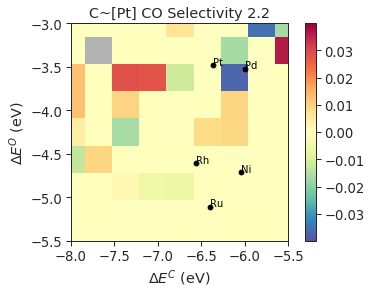 C~[Pt] CO Selectivity 2.2
−3.0
−3.5
−4.0
−4.5
−5.0
−5.5
ΔE^O (eV)
Pt
Pd
Rh
Ni
Ru
−8.0 −7.5 −7.0 −6.5 −6.0 −5.5
ΔE^C (eV)
0.03
0.02
0.01
0.00
−0.01
−0.02
−0.03